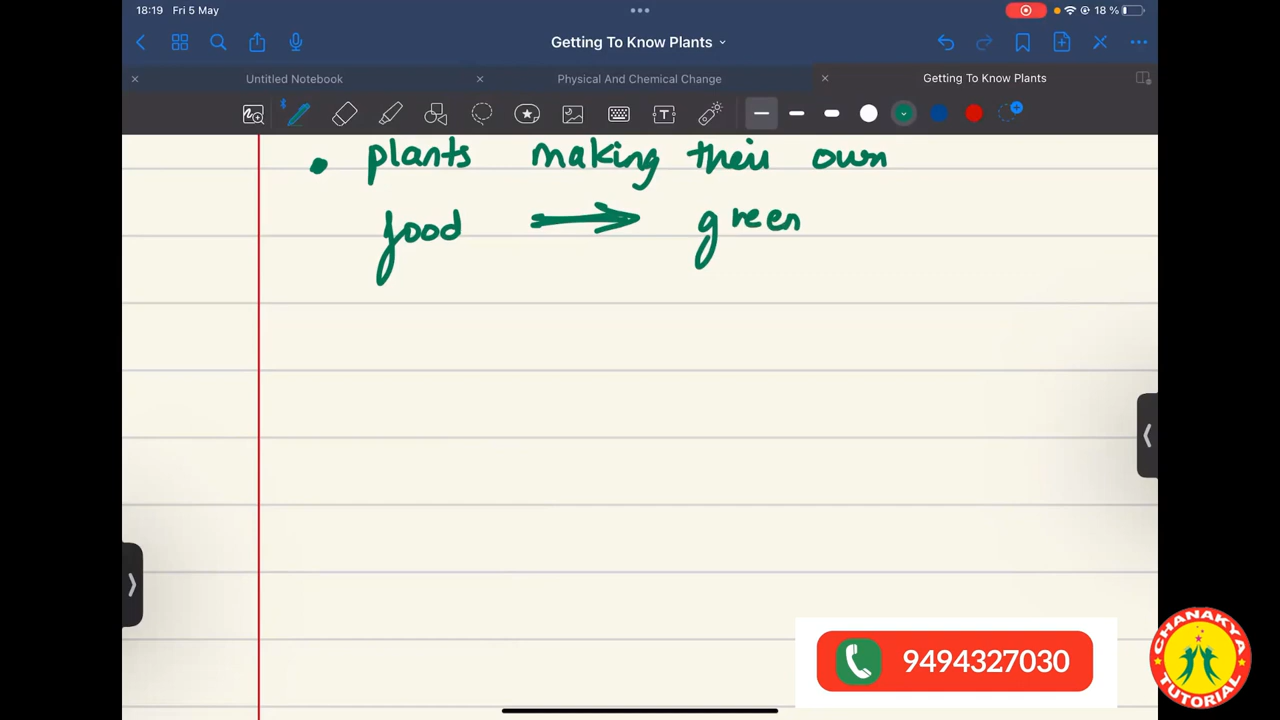 18:19 Fri 5 May
18 %
Getting To Know Plants
Untitled Notebook
Physical And Chemical Change
Getting To Know Plants
• plants making their own
food ⟹ green
9494327030
CHANAKYA
TUTORIAL